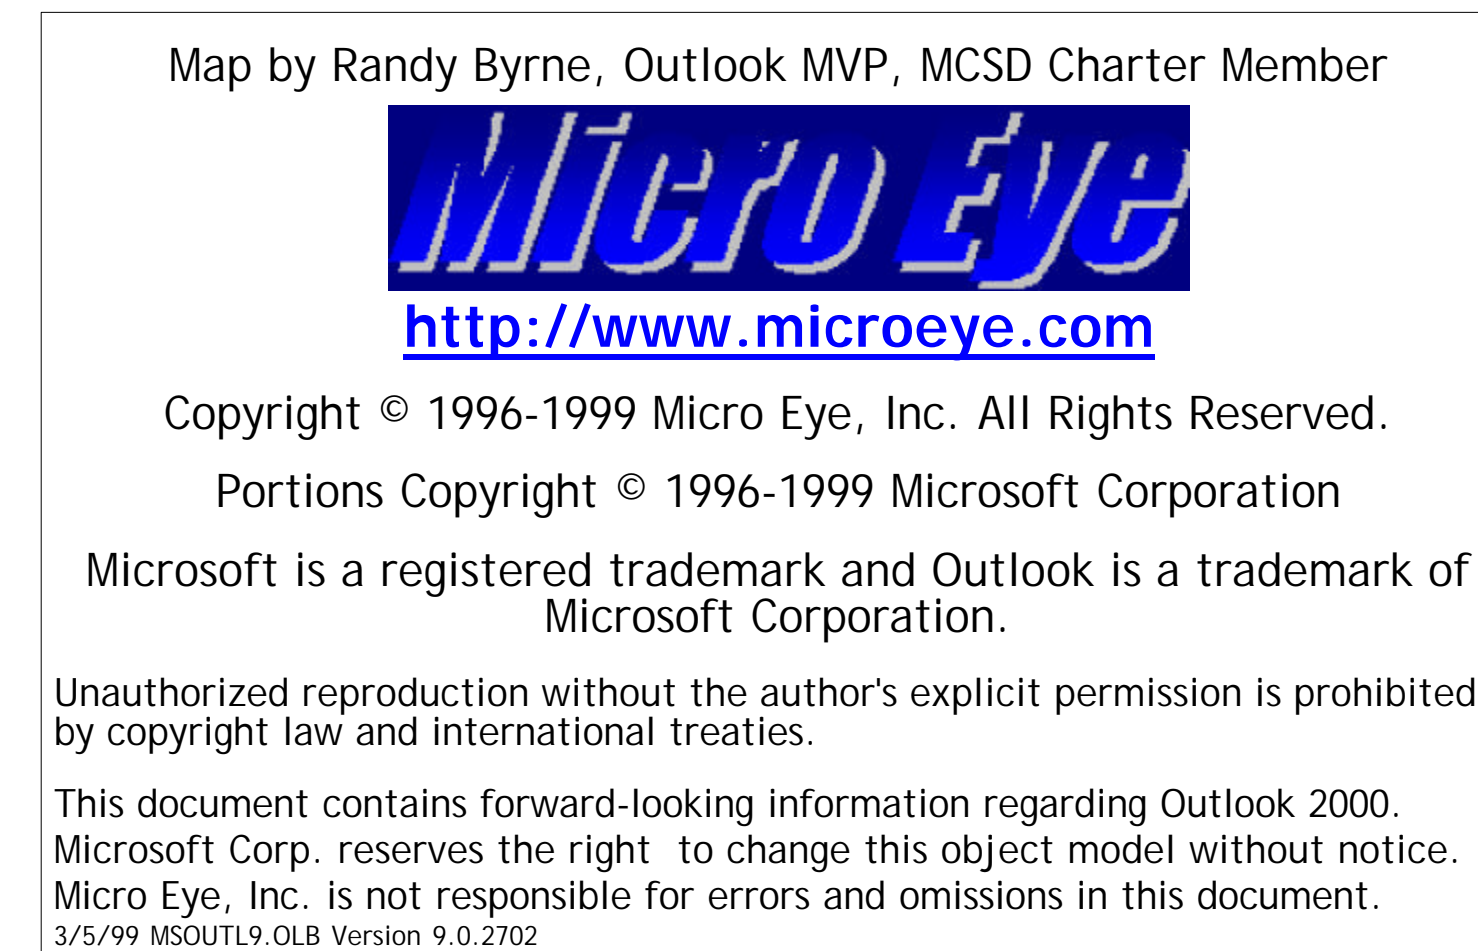 Map by Randy Byrne, Outlook MVP, MCSD Charter Member
Micro Eye
http://www.microeye.com
Copyright © 1996-1999 Micro Eye, Inc. All Rights Reserved.
Portions Copyright © 1996-1999 Microsoft Corporation
Microsoft is a registered trademark and Outlook is a trademark of
Microsoft Corporation.
Unauthorized reproduction without the author's explicit permission is prohibited
by copyright law and international treaties.
This document contains forward-looking information regarding Outlook 2000.
Microsoft Corp. reserves the right  to change this object model without notice.
Micro Eye, Inc. is not responsible for errors and omissions in this document.
3/5/99 MSOUTL9.OLB Version 9.0.2702